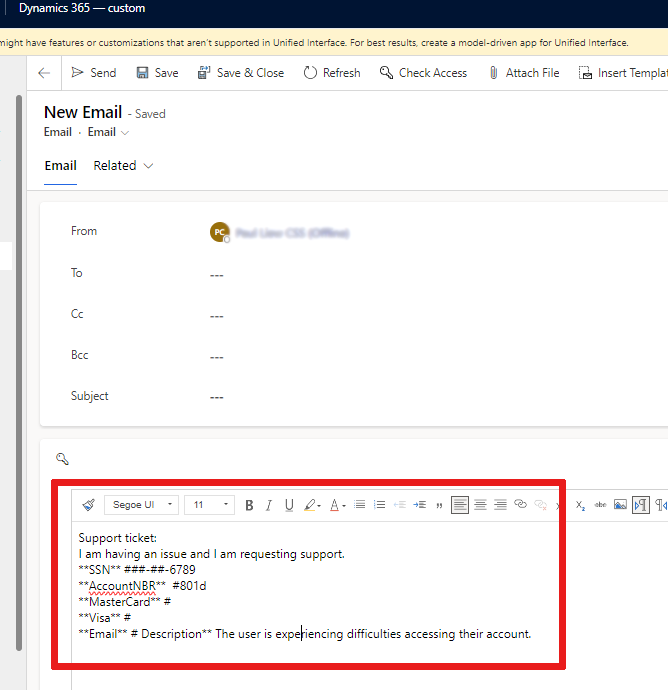 Dynamics 365 — custom
might have features or customizations that aren't supported in Unified Interface. For best results, create a model-driven app for Unified Interface.
Send Save Save & Close Refresh Check Access Attach File Insert
New Email - Saved
Email · Email
Email Related
From PC
To ---
Cc ---
Bcc ---
Subject ---
Segoe UI 11 B I U A abc
Support ticket:
I am having an issue and I am requesting support.
**SSN** ###-##-6789
**AccountNBR** #801d
**MasterCard** #
**Visa** #
**Email** # Description** The user is experiencing difficulties accessing their account.